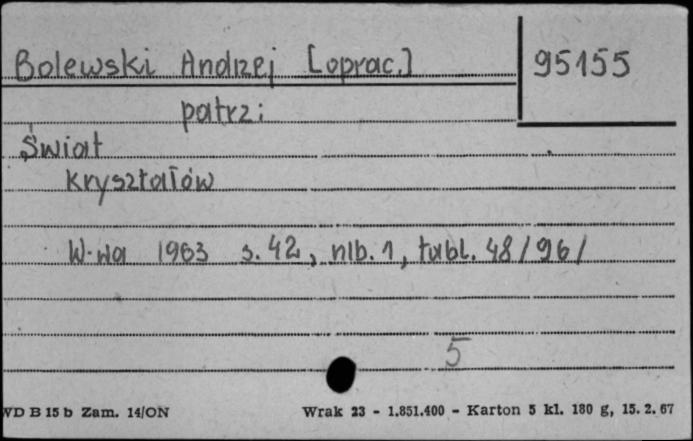 Bolewski Andrzej [oprac.] 95155
patrz:
Świat
Kryształów
W-wa 1963 s. 42, nlb. 1, tabl. 48/96/
5
WD B 15 b Zam. 14/ON Wrak 23 - 1.851.400 - Karton 5 kl. 180 g, 15. 2. 67